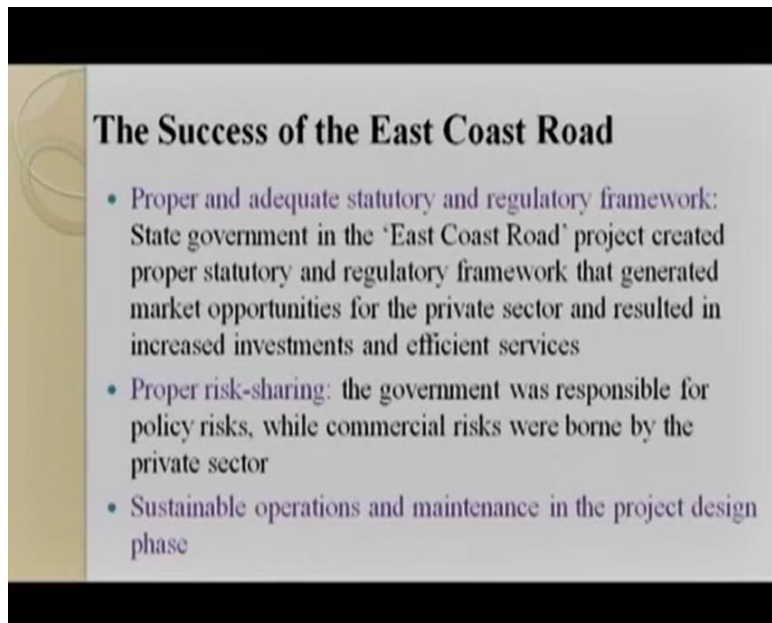 The Success of the East Coast Road
• Proper and adequate statutory and regulatory framework:
State government in the ‘East Coast Road’ project created
proper statutory and regulatory framework that generated
market opportunities for the private sector and resulted in
increased investments and efficient services
• Proper risk-sharing: the government was responsible for
policy risks, while commercial risks were borne by the
private sector
• Sustainable operations and maintenance in the project design
phase